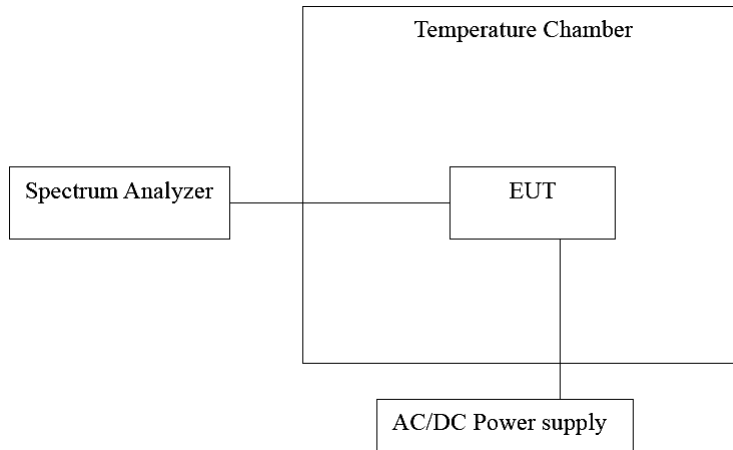 Temperature Chamber
Spectrum Analyzer
EUT
AC/DC Power supply